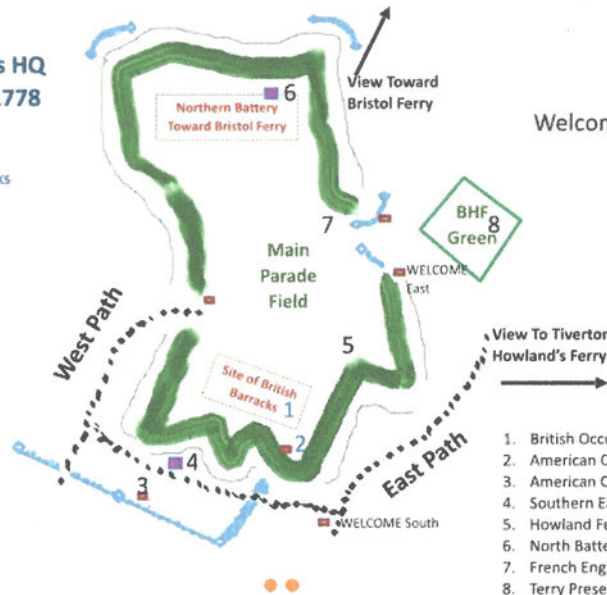 s HQ
1778
ks
View Toward
Bristol Ferry
Welcom
6
Northern Battery
Toward Bristol Ferry
7
BHF
Green
8
Main
Parade
Field
WELCOME
East
West Path
5
View To Tiverton
Howland's Ferry
Site of British
Barracks
1
2
4
3
East Path
WELCOME South
1. British Occu
2. American C
3. American C
4. Southern Ea
5. Howland Fe
6. North Batte
7. French Eng
8. Terry Prese